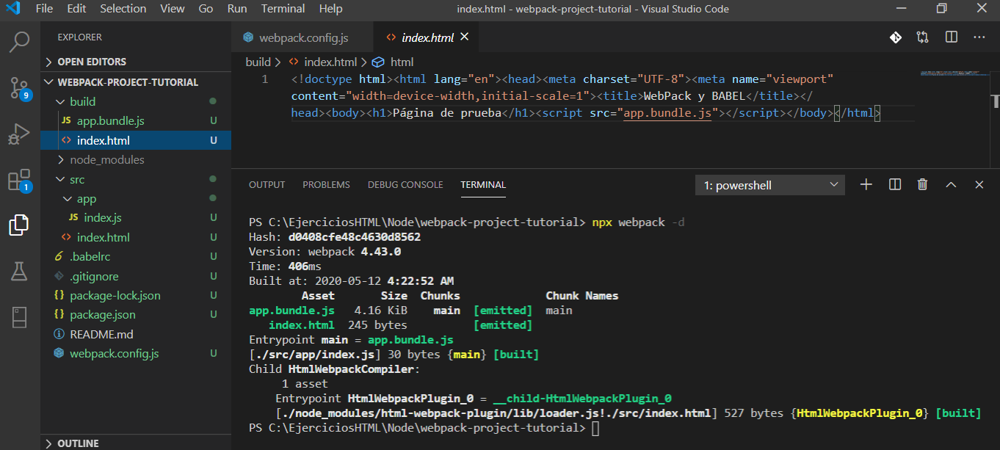 File Edit Selection View Go Run Terminal Help index.html - webpack-project-tutorial - Visual Studio Code
EXPLORER
OPEN EDITORS
WEBPACK-PROJECT-TUTORIAL
build
JS app.bundle.js U
<> index.html U
node_modules
src
app
JS index.js U
<> index.html U
.babelrc U
.gitignore U
{} package-lock.json U
{} package.json U
README.md
webpack.config.js U
OUTLINE
9
1
webpack.config.js <> index.html
build > <> index.html > html
1 <!doctype html><html lang="en"><head><meta charset="UTF-8"><meta name="viewport"
content="width=device-width,initial-scale=1"><title>WebPack y BABEL</title></
head><body><h1>Página de prueba</h1><script src="app.bundle.js"></script></body></html>
OUTPUT PROBLEMS DEBUG CONSOLE TERMINAL 1: powershell
PS C:\EjerciciosHTML\Node\webpack-project-tutorial> npx webpack -d
Hash: d0408cfe48c4630d8562
Version: webpack 4.43.0
Time: 406ms
Built at: 2020-05-12 4:22:52 AM
Asset Size Chunks Chunk Names
app.bundle.js 4.16 KiB main [emitted] main
index.html 245 bytes [emitted]
Entrypoint main = app.bundle.js
[./src/app/index.js] 30 bytes {main} [built]
Child HtmlWebpackCompiler:
1 asset
Entrypoint HtmlWebpackPlugin_0 = __child-HtmlWebpackPlugin_0
[./node_modules/html-webpack-plugin/lib/loader.js!./src/index.html] 527 bytes {HtmlWebpackPlugin_0} [built]
PS C:\EjerciciosHTML\Node\webpack-project-tutorial>